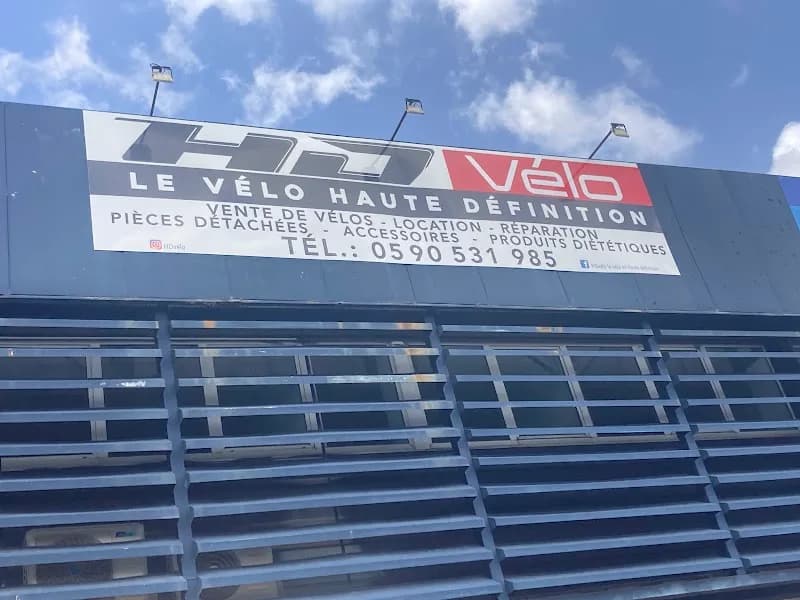 HD Vélo
LE VÉLO HAUTE DÉFINITION
VENTE DE VÉLOS - LOCATION - RÉPARATION
PIÈCES DÉTACHÉES - ACCESSOIRES - PRODUITS DIÉTÉTIQUES
TÉL.: 0590 531 985
HDvélo